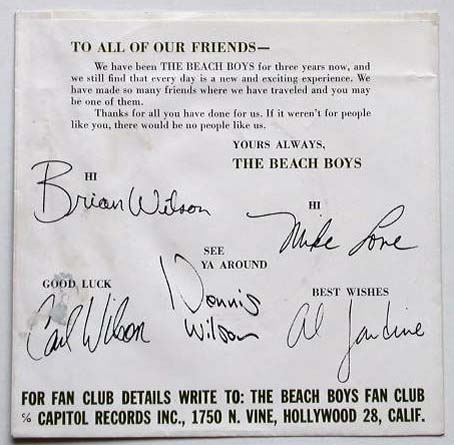 TO ALL OF OUR FRIENDS—
We have been THE BEACH BOYS for three years now, and
we still find that every day is a new and exciting experience. We
have made so many friends where we have traveled and you may
be one of them.
Thanks for all you have done for us. If it weren't for people
like you, there would be no people like us.
YOURS ALWAYS,
THE BEACH BOYS
HI
Brian Wilson
HI
Mike Love
SEE
YA AROUND
Dennis
Wilson
GOOD LUCK
Carl Wilson
BEST WISHES
Al Jardine
FOR FAN CLUB DETAILS WRITE TO: THE BEACH BOYS FAN CLUB
℅ CAPITOL RECORDS INC., 1750 N. VINE, HOLLYWOOD 28, CALIF.